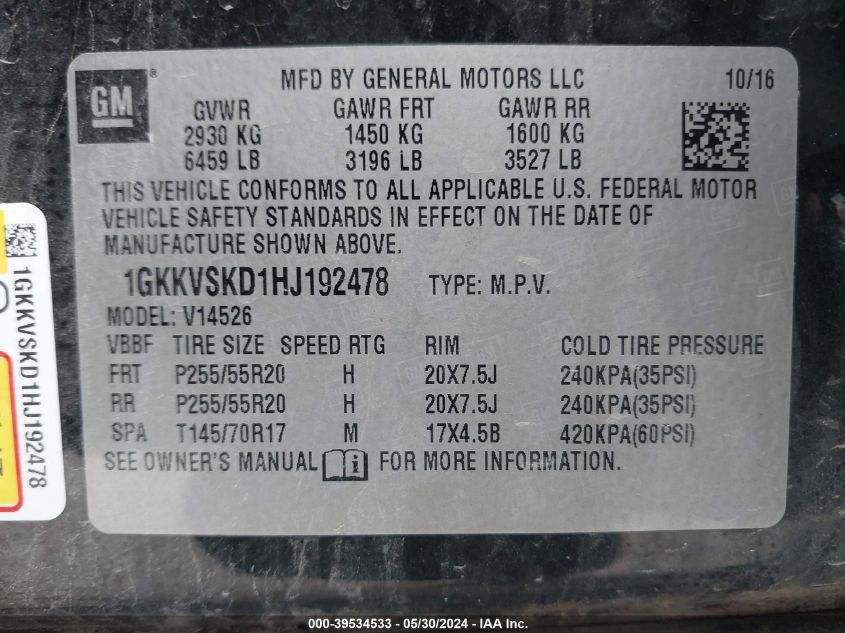 GM ®
MFD BY GENERAL MOTORS LLC 10/16
GVWR GAWR FRT GAWR RR
2930 KG 1450 KG 1600 KG
6459 LB 3196 LB 3527 LB
THIS VEHICLE CONFORMS TO ALL APPLICABLE U.S. FEDERAL MOTOR
VEHICLE SAFETY STANDARDS IN EFFECT ON THE DATE OF
MANUFACTURE SHOWN ABOVE.
1GKKVSKD1HJ192478 TYPE: M.P.V.
MODEL: V14526
VBBF TIRE SIZE SPEED RTG RIM COLD TIRE PRESSURE
FRT P255/55R20 H 20X7.5J 240KPA(35PSI)
RR P255/55R20 H 20X7.5J 240KPA(35PSI)
SPA T145/70R17 M 17X4.5B 420KPA(60PSI)
SEE OWNER'S MANUAL i FOR MORE INFORMATION.
1GKKVSKD1HJ192478
000-39534533 - 05/30/2024 - IAA Inc.